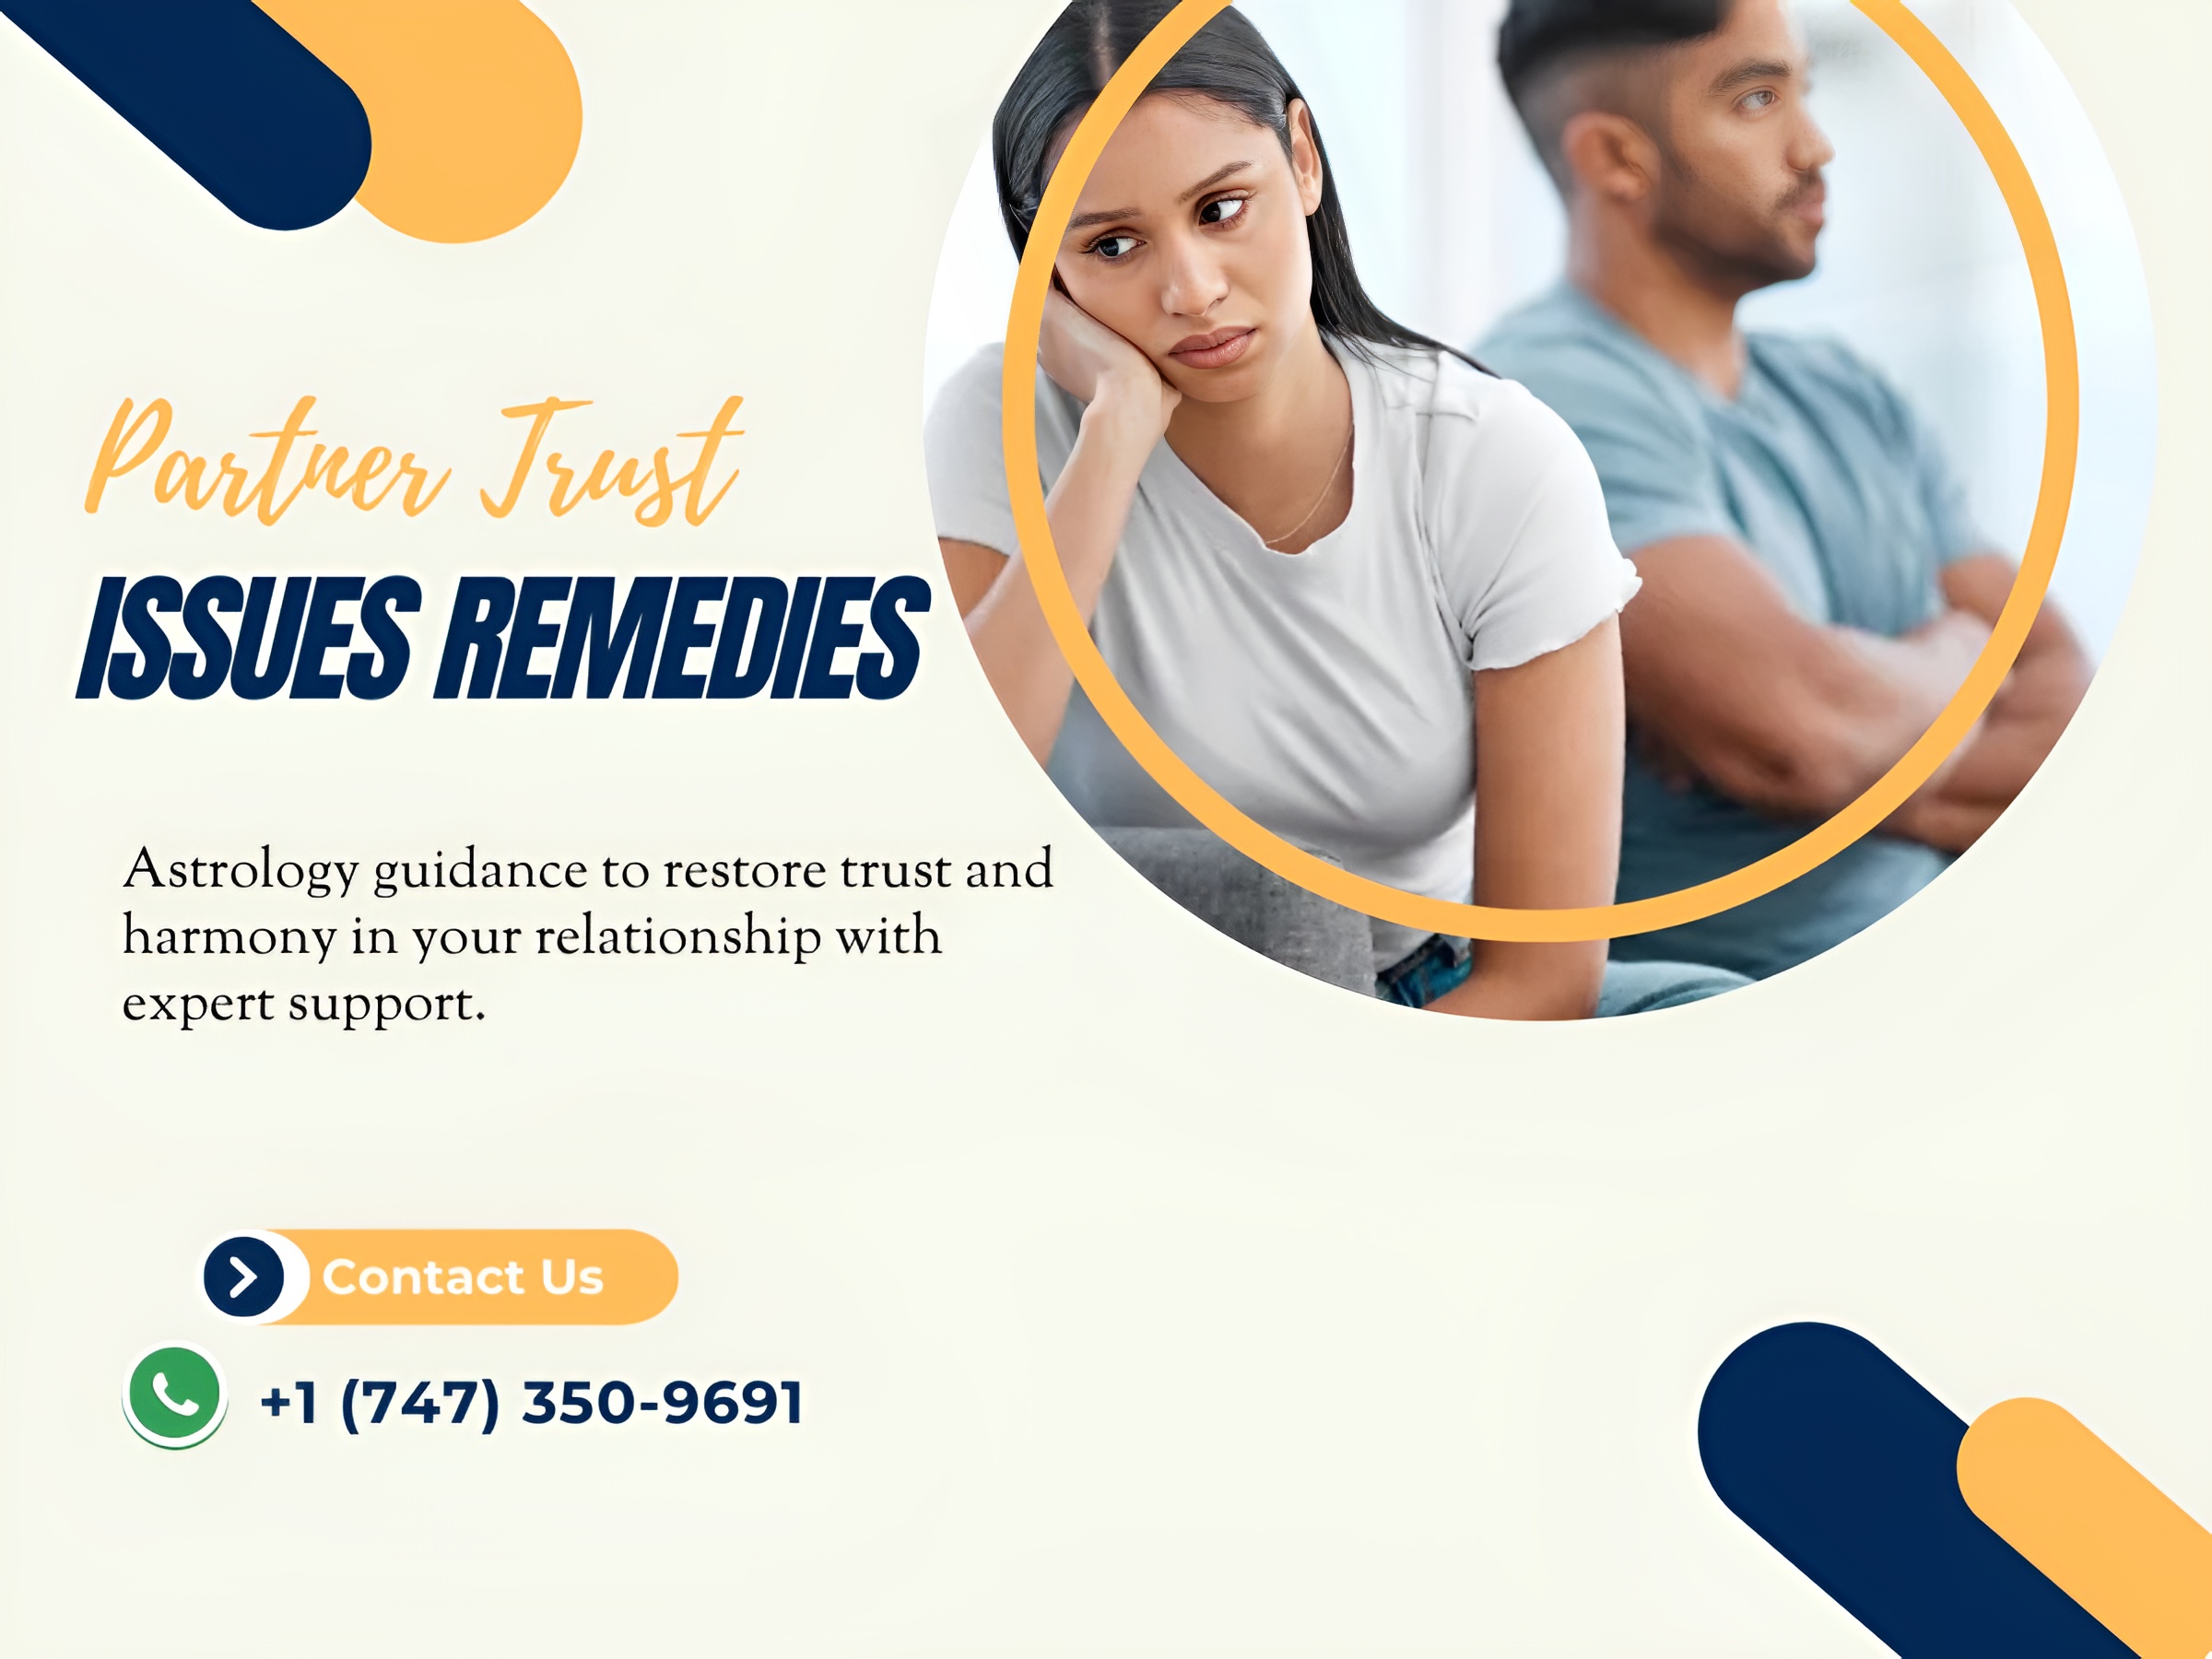 Partner Trust
ISSUES REMEDIES
Astrology guidance to restore trust and
harmony in your relationship with
expert support.
Contact Us
+1 (747) 350-9691